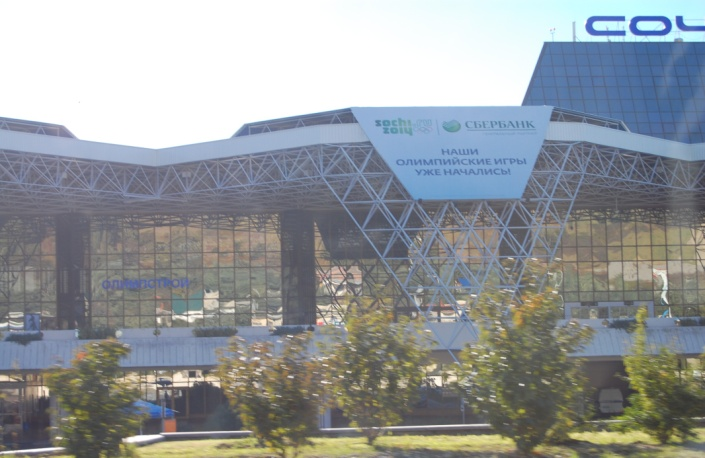 СОЧ
sochi СБЕРБАНК
2014
НАШИ
ОЛИМПИЙСКИЕ ИГРЫ
УЖЕ НАЧАЛИСЬ!